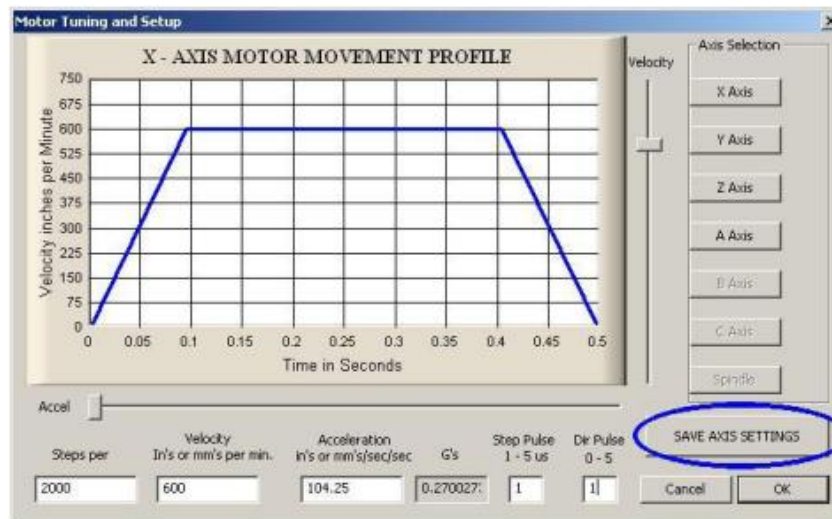 Motor Tuning and Setup
X - AXIS MOTOR MOVEMENT PROFILE
Velocity inches per Minute
750
675
600
525
450
375
300
225
150
75
0
0 0.05 0.1 0.15 0.2 0.25 0.3 0.35 0.4 0.45 0.5
Time in Seconds
Velocity
Axis Selection
X Axis
Y Axis
Z Axis
A Axis
B Axis
C Axis
Spindle
Accel
SAVE AXIS SETTINGS
Steps per
Velocity
In's or mm's per min.
Acceleration
in's or mm's/sec/sec
G's
Step Pulse
1 - 5 us
Dir Pulse
0 - 5
2000
600
104.25
0.270027
1
1
Cancel
OK